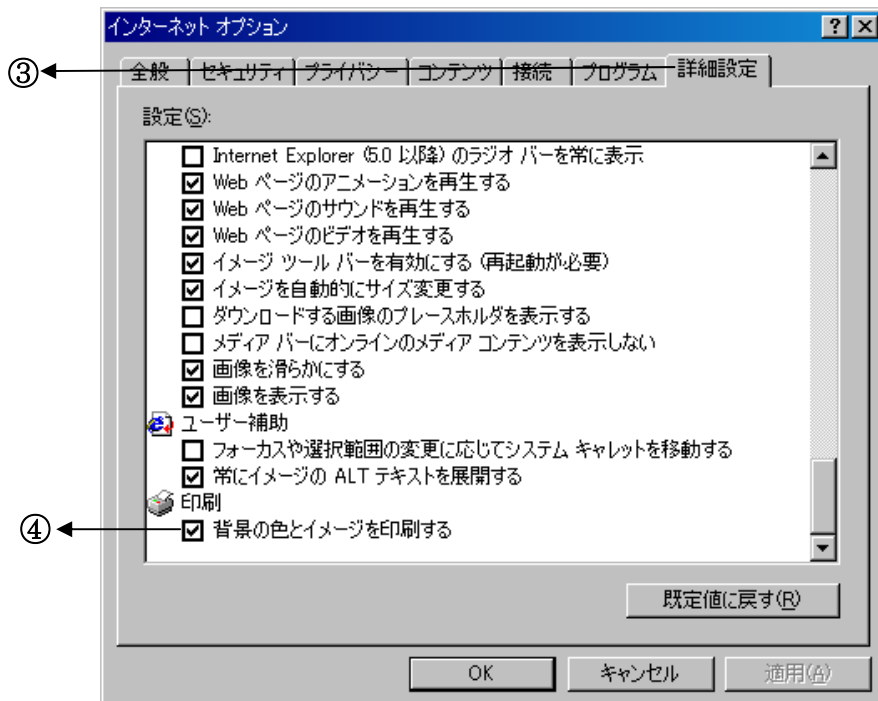 インターネット オプション
③ 全般 セキュリティ プライバシー コンテンツ 接続 プログラム 詳細設定
設定(S):
Internet Explorer (5.0 以降) のラジオ バーを常に表示
Web ページのアニメーションを再生する
Web ページのサウンドを再生する
Web ページのビデオを再生する
イメージ ツール バーを有効にする (再起動が必要)
イメージを自動的にサイズ変更する
ダウンロードする画像のプレースホルダを表示する
メディア バーにオンラインのメディア コンテンツを表示しない
画像を滑らかにする
画像を表示する
ユーザー補助
フォーカスや選択範囲の変更に応じてシステム キャレットを移動する
常にイメージの ALT テキストを展開する
印刷
④ 背景の色とイメージを印刷する
既定値に戻す(R)
OK キャンセル 適用(A)